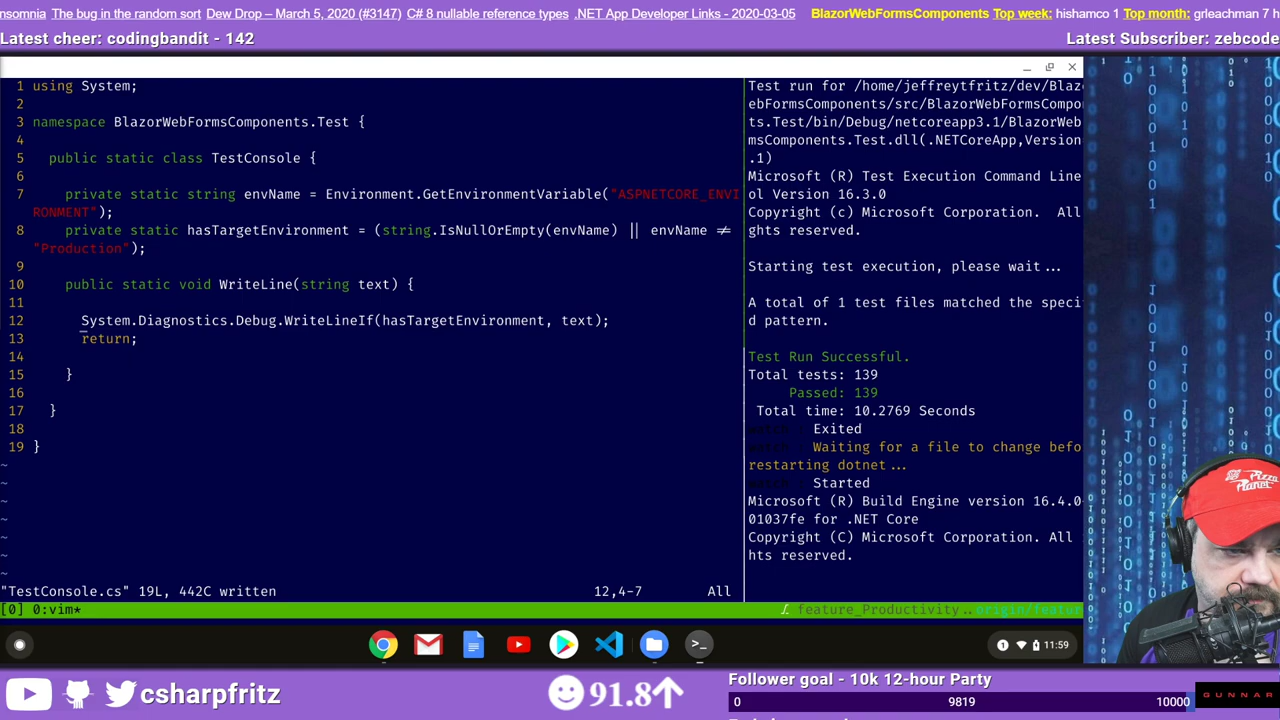 nsomnia The bug in the random sort Dew Drop – March 5, 2020 (#3147) C# 8 nullable reference types .NET App Developer Links - 2020-03-05 BlazorWebFormsComponents Top week: hishamco 1 Top month: grleachman 7 h
Latest cheer: codingbandit - 142
Latest Subscriber: zebcode
1 using System;
2
3 namespace BlazorWebFormsComponents.Test {
4
5 public static class TestConsole {
6
7 private static string envName = Environment.GetEnvironmentVariable("ASPNETCORE_ENVI
RONMENT");
8 private static hasTargetEnvironment = (string.IsNullOrEmpty(envName) || envName ≠
"Production");
9
10 public static void WriteLine(string text) {
11
12 System.Diagnostics.Debug.WriteLineIf(hasTargetEnvironment, text);
13 return;
14
15 }
16
17 }
18
19 }
~
~
~
~
~
~
~
"TestConsole.cs" 19L, 442C written 12,4-7 All
Test run for /home/jeffreytfritz/dev/Blaz
ebFormsComponents/src/BlazorWebFormsCompo
ts.Test/bin/Debug/netcoreapp3.1/BlazorWeb
msComponents.Test.dll(.NETCoreApp,Version
.1)
Microsoft (R) Test Execution Command Line
ol Version 16.3.0
Copyright (c) Microsoft Corporation. All
ghts reserved.
Starting test execution, please wait...
A total of 1 test files matched the speci
d pattern.
Test Run Successful.
Total tests: 139
Passed: 139
Total time: 10.2769 Seconds
watch : Exited
watch : Waiting for a file to change befo
restarting dotnet...
watch : Started
Microsoft (R) Build Engine version 16.4.0
01037fe for .NET Core
Copyright (C) Microsoft Corporation. All
hts reserved.
[0] 0:vim* feature_Productivity..origin/featur
1 11:59
csharpfritz
91.8↑
Follower goal - 10k 12-hour Party
0 9819 10000
GUNNAR
Pizza
Planet